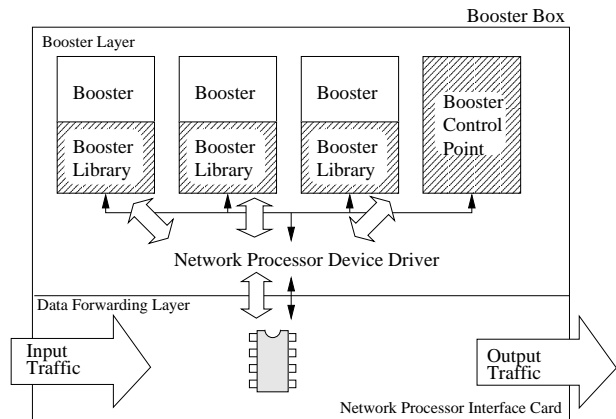 Booster Box
Booster Layer
Booster
Booster
Booster
Booster
Library
Booster
Library
Booster
Library
Booster
Control
Point
Network Processor Device Driver
Data Forwarding Layer
Input
Traffic
Output
Traffic
Network Processor Interface Card